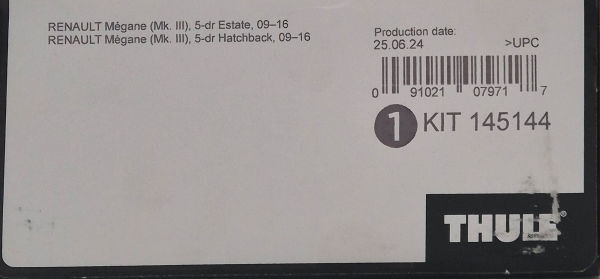 RENAULT Mégane (Mk. III), 5-dr Estate, 09–16
RENAULT Mégane (Mk. III), 5-dr Hatchback, 09–16
Production date:
25.06.24 >UPC
0 91021 07971 7
1 KIT 145144
THULE®